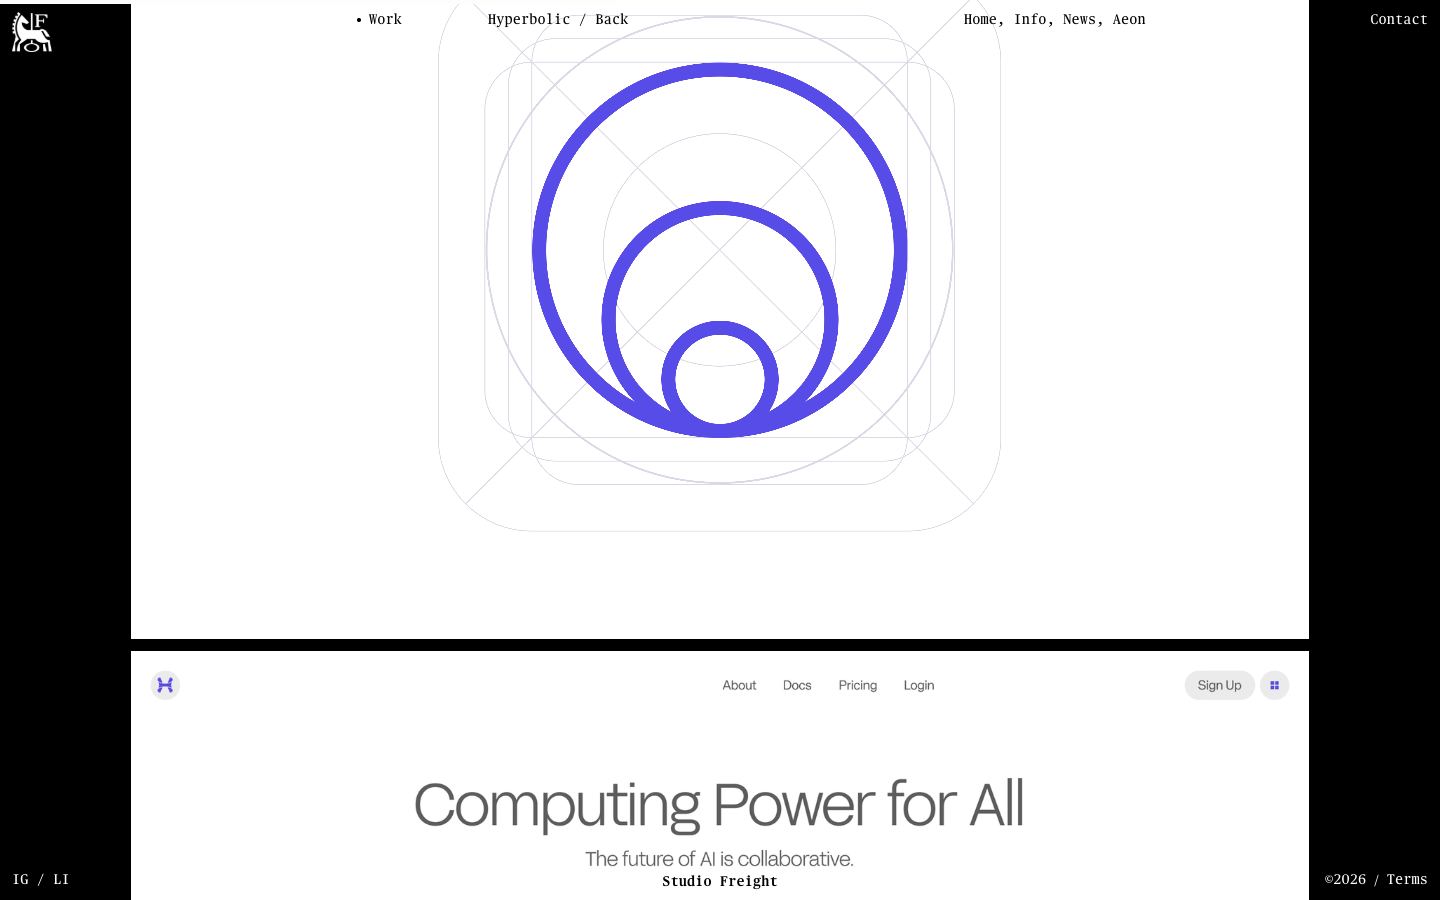 F
• Work
Hyperbolic / Back
Home, Info, News, Aeon
Contact
About
Docs
Pricing
Login
Sign Up
Computing Power for All
The future of AI is collaborative.
Studio Freight
IG / LI
©2026 / Terms